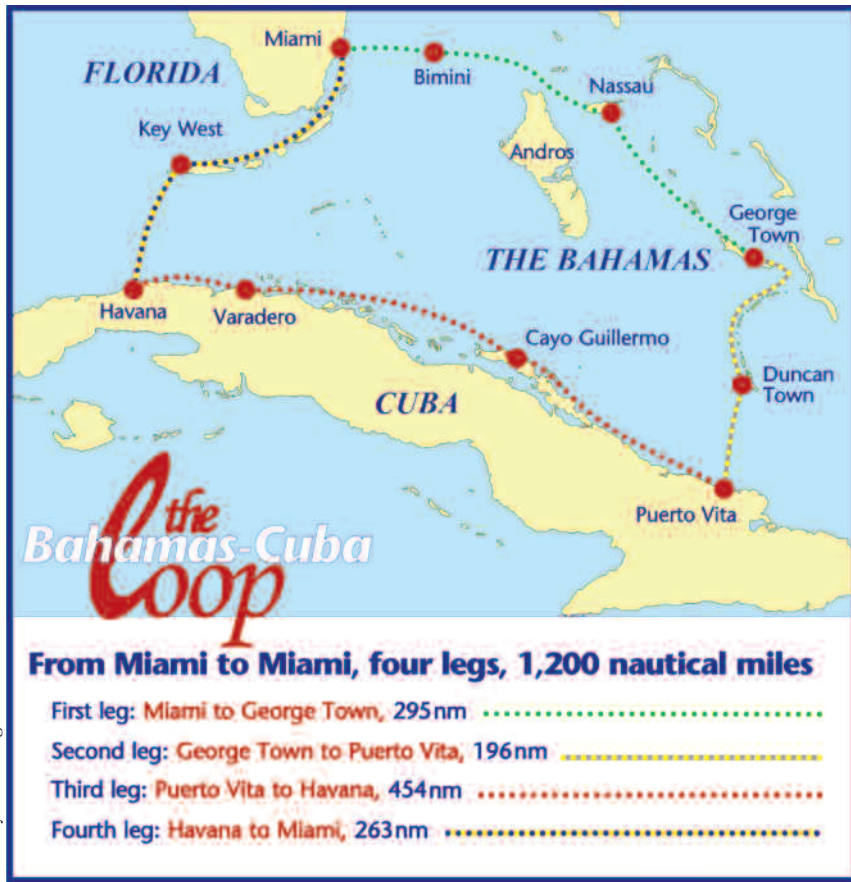 Miami
FLORIDA
Bimini
Nassau
Key West
Andros
George
Town
THE BAHAMAS
Havana
Varadero
Cayo Guillermo
Duncan
Town
CUBA
Puerto Vita
the
Bahamas-Cuba
Loop
From Miami to Miami, four legs, 1,200 nautical miles
First leg: Miami to George Town, 295nm
Second leg: George Town to Puerto Vita, 196nm
Third leg: Puerto Vita to Havana, 454nm
Fourth leg: Havana to Miami, 263nm